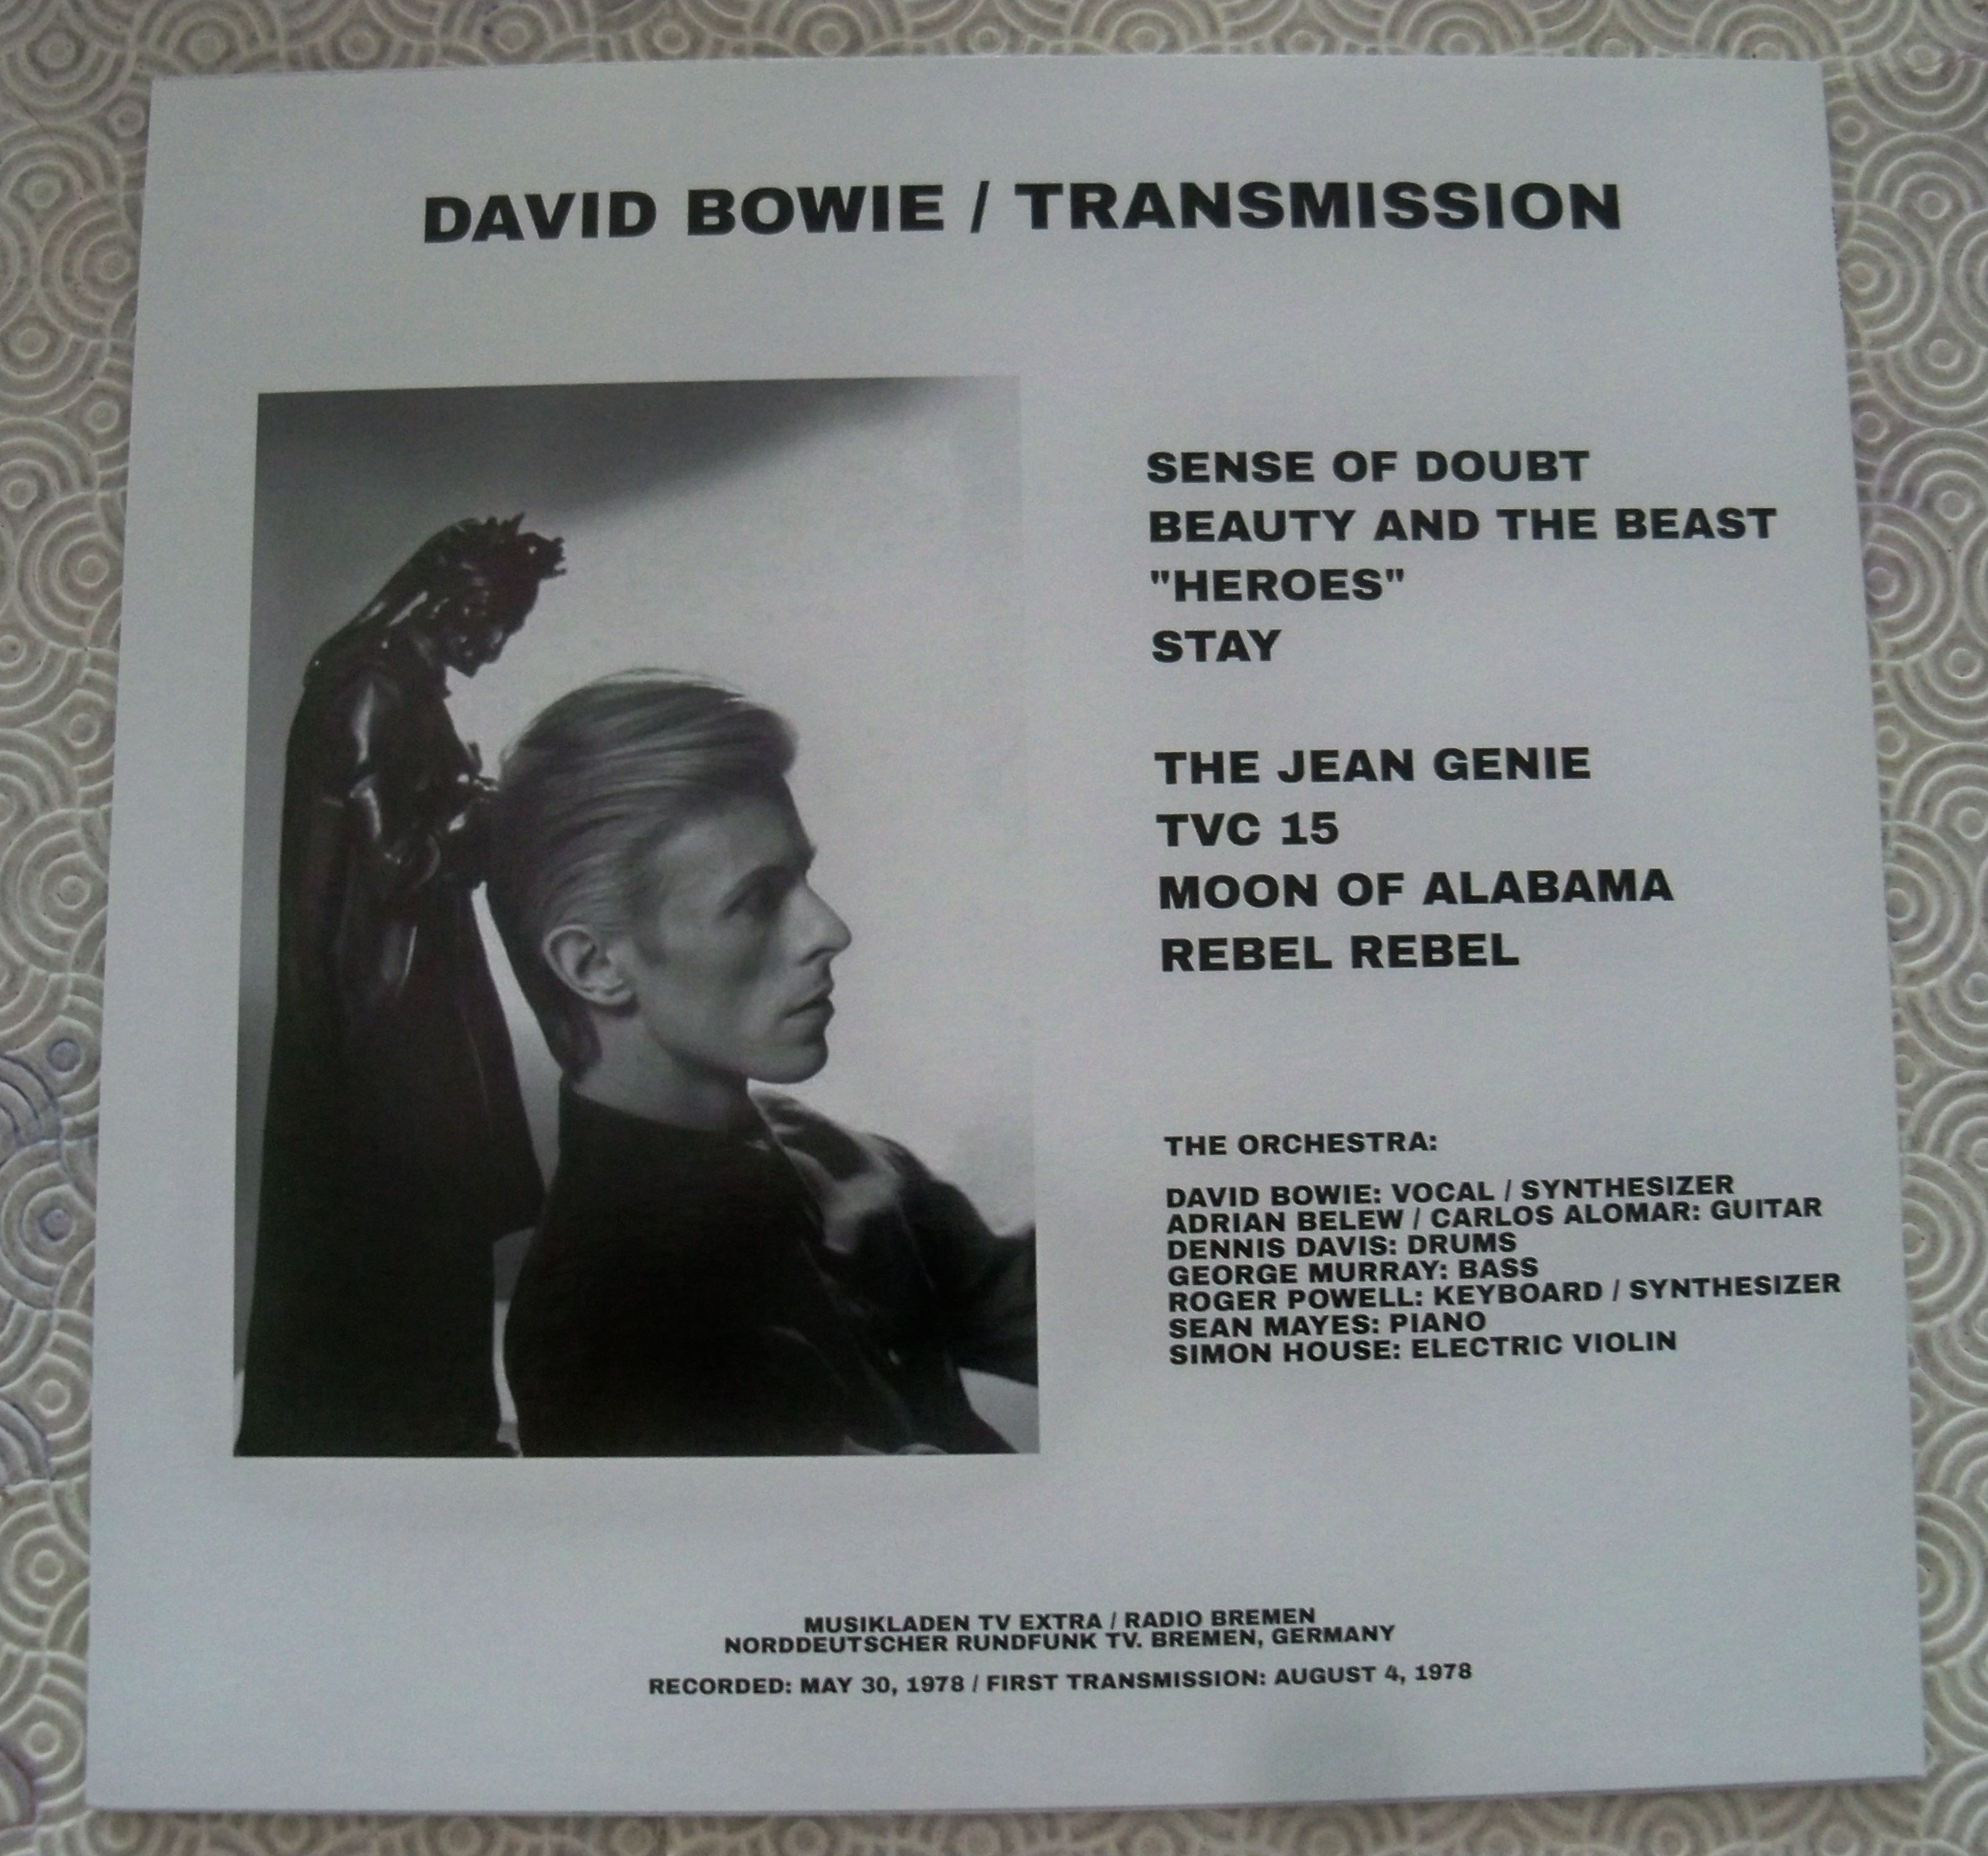 DAVID BOWIE / TRANSMISSION
SENSE OF DOUBT
BEAUTY AND THE BEAST
"HEROES"
STAY
THE JEAN GENIE
TVC 15
MOON OF ALABAMA
REBEL REBEL
THE ORCHESTRA:
DAVID BOWIE: VOCAL / SYNTHESIZER
ADRIAN BELEW / CARLOS ALOMAR: GUITAR
DENNIS DAVIS: DRUMS
GEORGE MURRAY: BASS
ROGER POWELL: KEYBOARD / SYNTHESIZER
SEAN MAYES: PIANO
SIMON HOUSE: ELECTRIC VIOLIN
MUSIKLADEN TV EXTRA / RADIO BREMEN
NORDDEUTSCHER RUNDFUNK TV. BREMEN, GERMANY
RECORDED: MAY 30, 1978 / FIRST TRANSMISSION: AUGUST 4, 1978